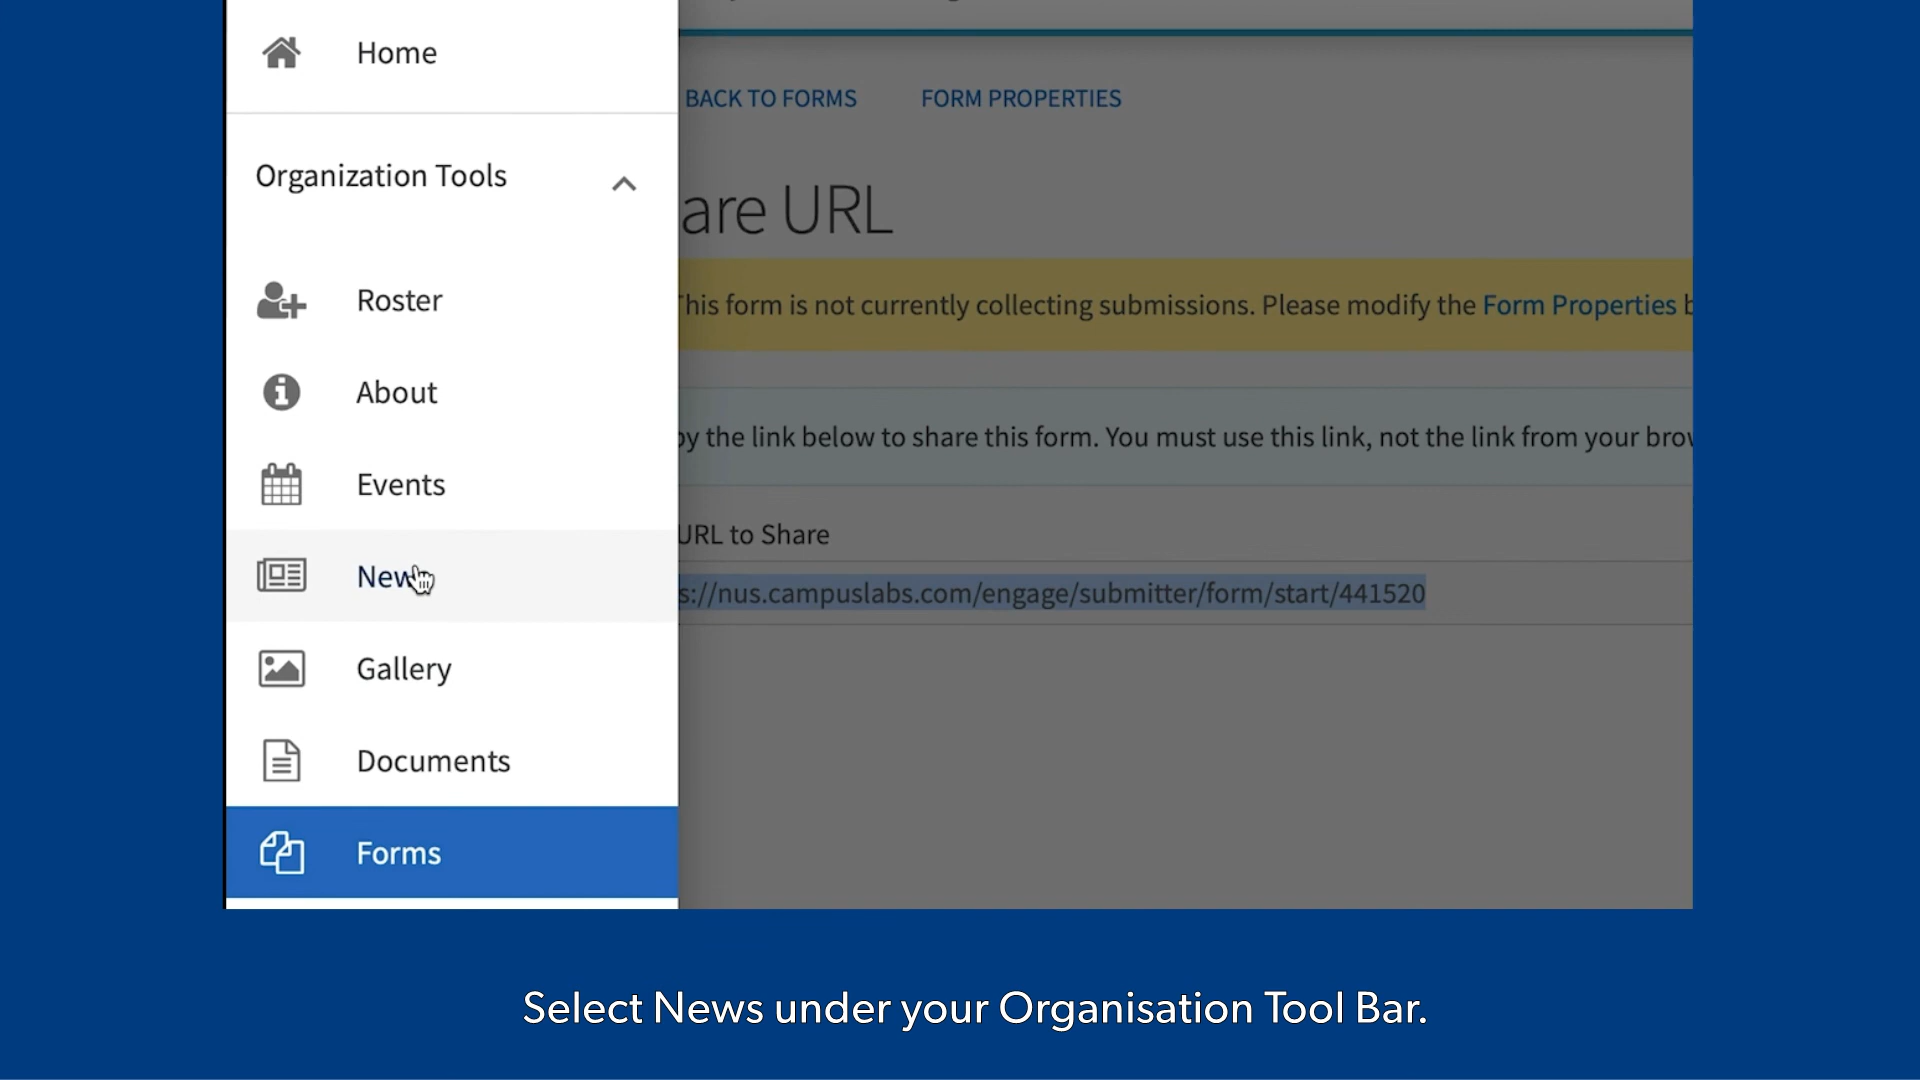 Home
BACK TO FORMS FORM PROPERTIES
Organization Tools
are URL
Roster
This form is not currently collecting submissions. Please modify the Form Properties
About
py the link below to share this form. You must use this link, not the link from your brow
Events
URL to Share
News
s://nus.campuslabs.com/engage/submitter/form/start/441520
Gallery
Documents
Forms
Select News under your Organisation Tool Bar.